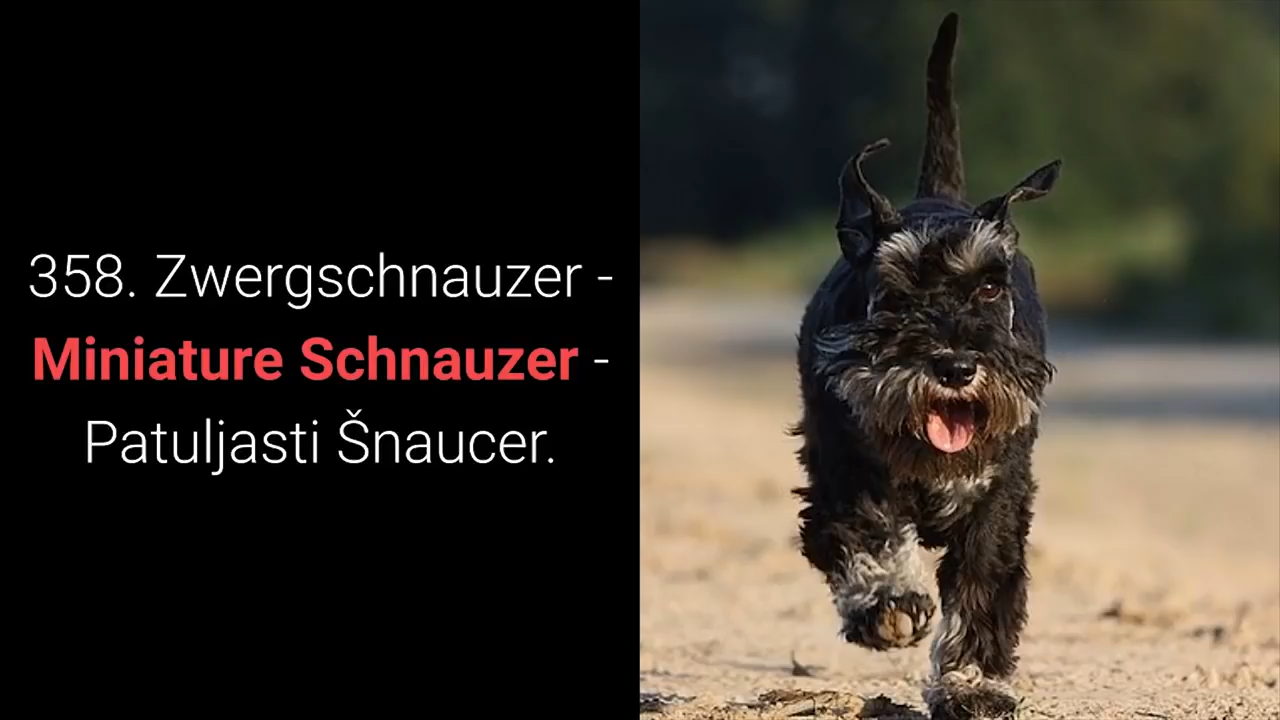 358. Zwergschnauzer -
Miniature Schnauzer -
Patuljasti Šnaucer.